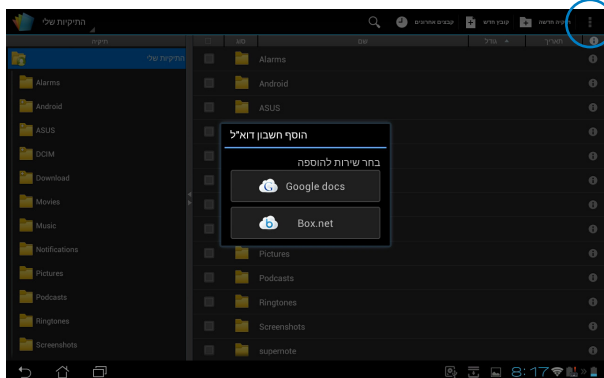 התיקיות שלי
קבצים אחרונים
קובץ חדש
תיקיה חדשה
תיקיה
סוג
שם
גודל
תאריך
התיקיות שלי
Alarms
Android
ASUS
DCIM
Download
Movies
Music
Notifications
Pictures
Podcasts
Ringtones
Screenshots
Alarms
Android
ASUS
הוסף חשבון דוא"ל
בחר שירות להוספה
Google docs
Box.net
Pictures
Podcasts
Ringtones
Screenshots
supernote
8:17